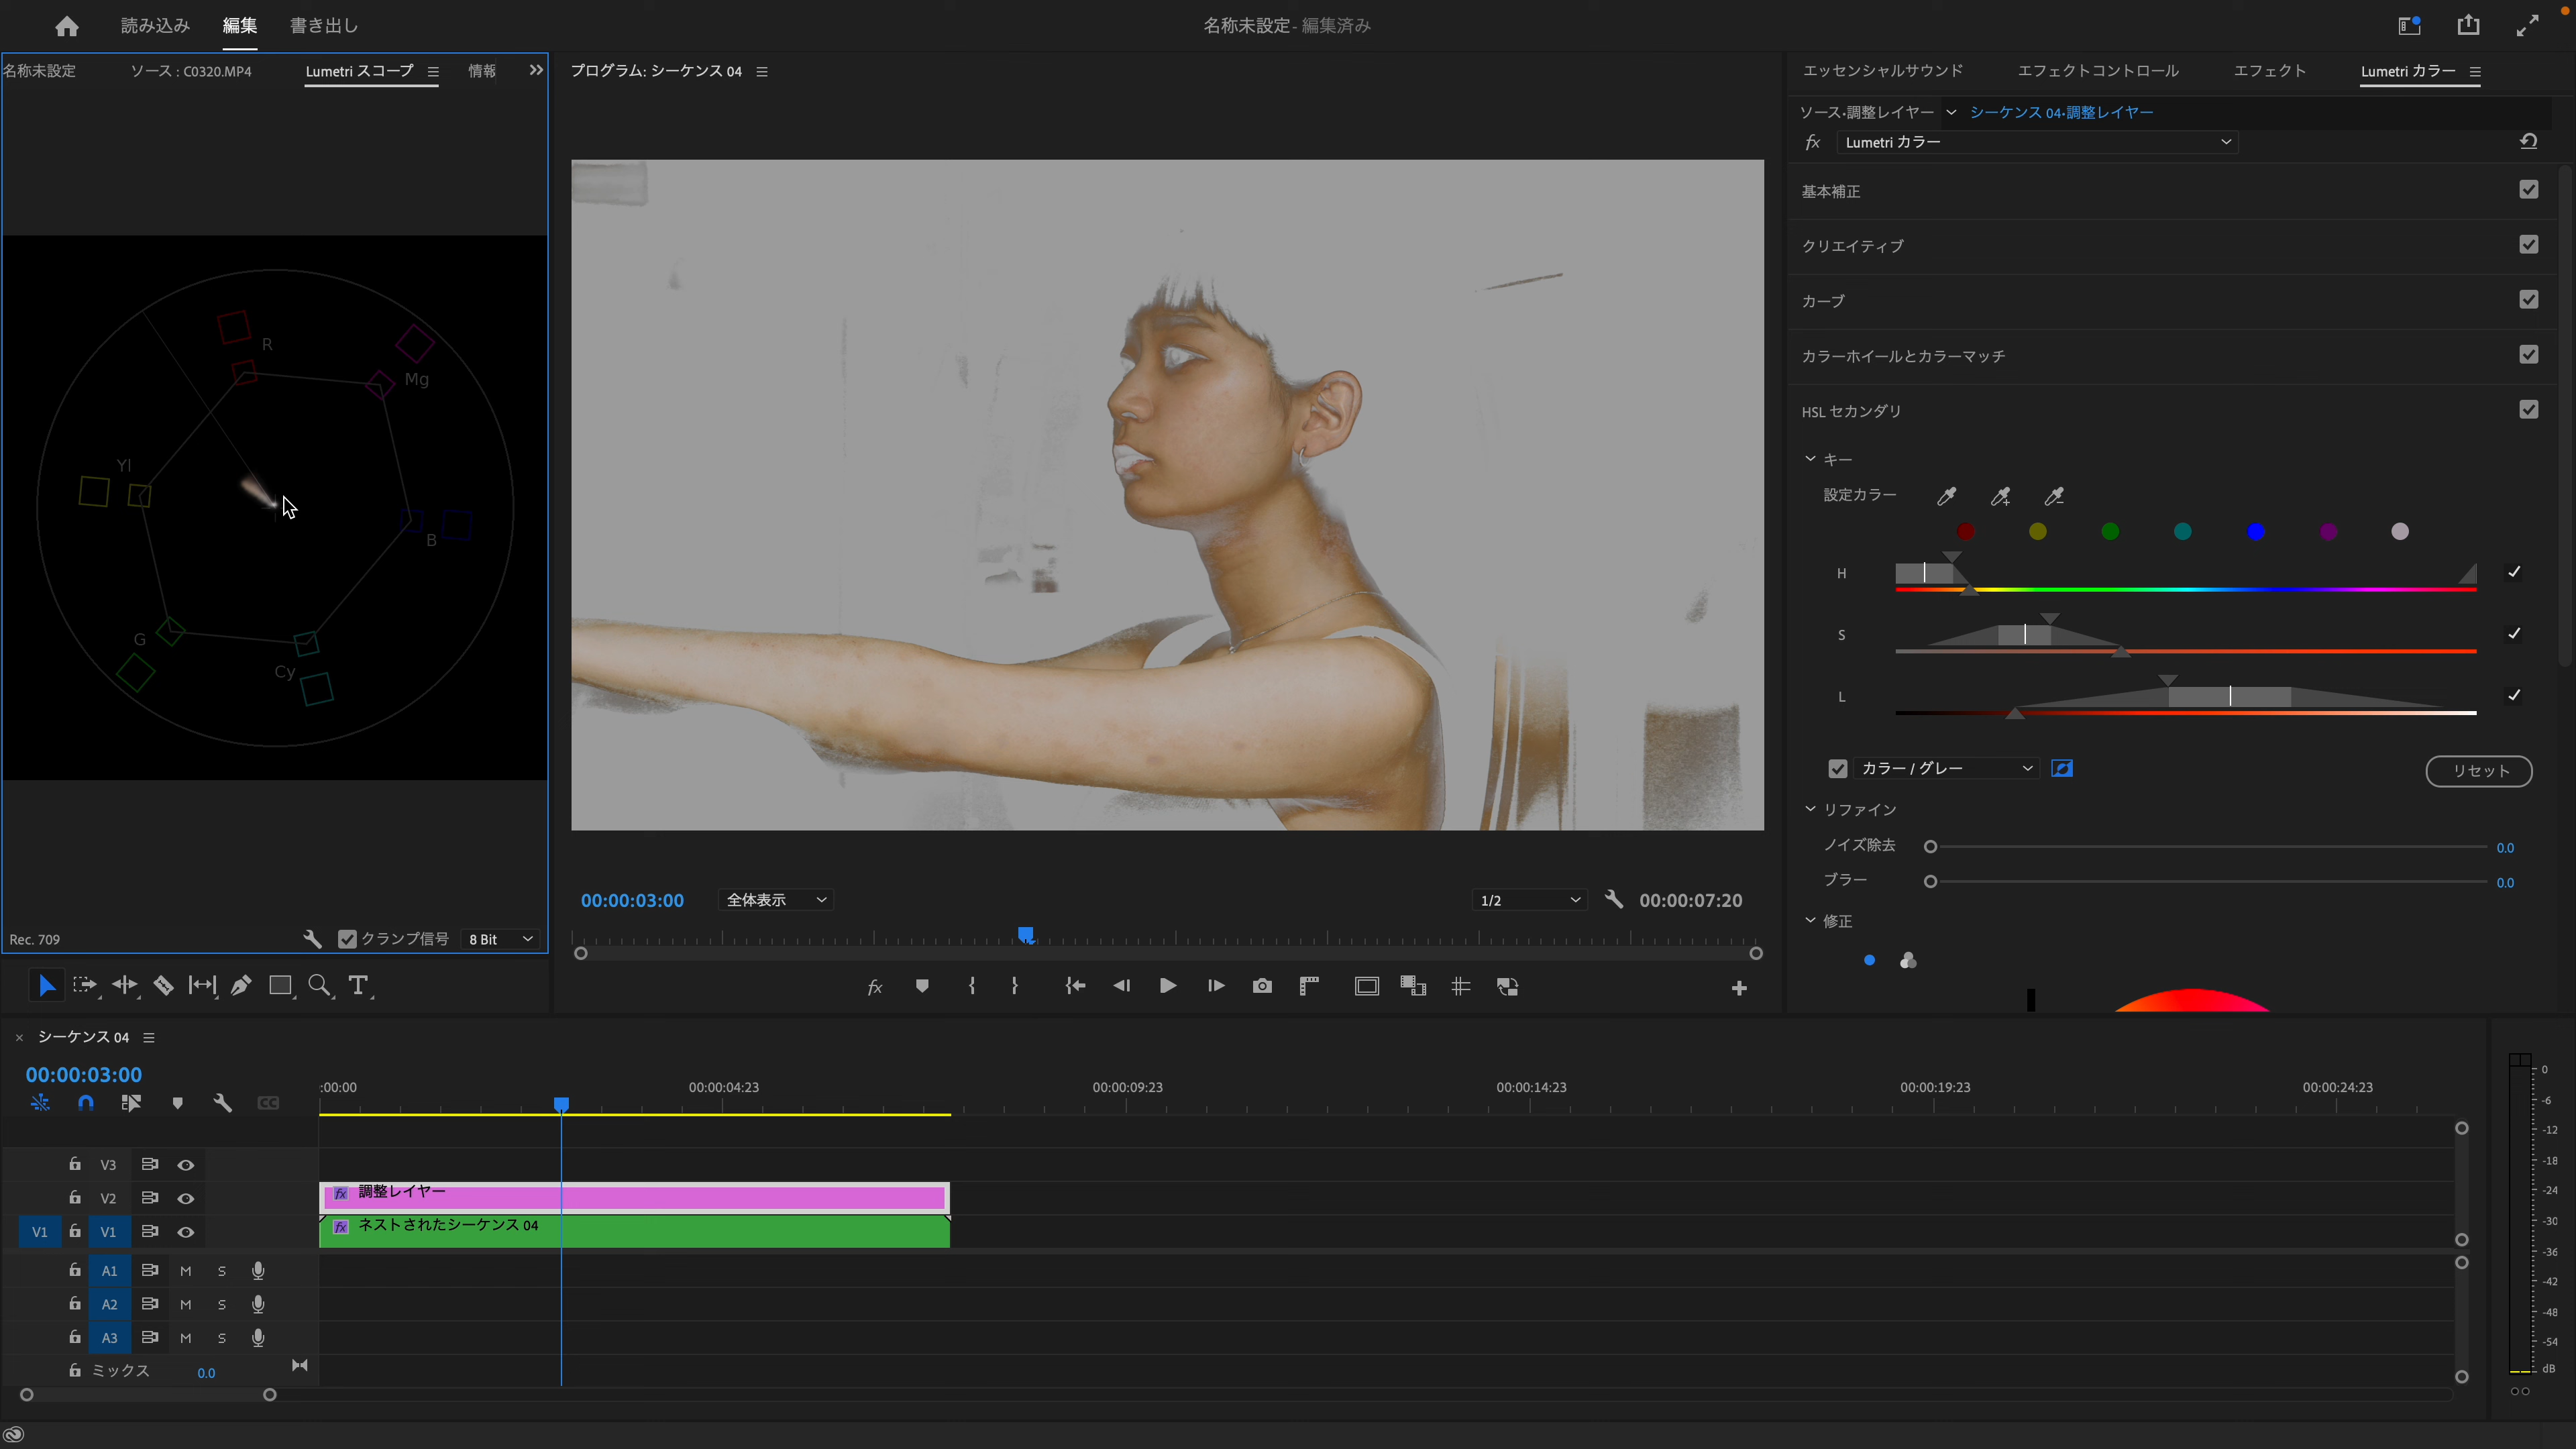 読み込み 編集 書き出し
名称未設定 - 編集済み
名称未設定 ソース : C0320.MP4 Lumetri スコープ 情報
プログラム: シーケンス 04
エッセンシャルサウンド エフェクトコントロール エフェクト Lumetri カラー
ソース・調整レイヤー シーケンス 04・調整レイヤー
fx Lumetri カラー
基本補正
クリエイティブ
カーブ
カラーホイールとカラーマッチ
HSL セカンダリ
キー
設定カラー
H
S
L
カラー / グレー リセット
リファイン
ノイズ除去 0.0
ブラー 0.0
修正
R
Mg
Yl
B
G
Cy
Rec. 709 クランプ信号 8 Bit
00:00:03:00 全体表示 1/2 00:00:07:20
fx
T
シーケンス 04
00:00:03:00
:00:00 00:00:04:23 00:00:09:23 00:00:14:23 00:00:19:23 00:00:24:23
CC
V3
V2 fx 調整レイヤー
V1 V1 fx ネストされたシーケンス 04
A1 M S
A2 M S
A3 M S
ミックス 0.0
0
-6
-12
-18
-24
-30
-36
-42
-48
-54
dB